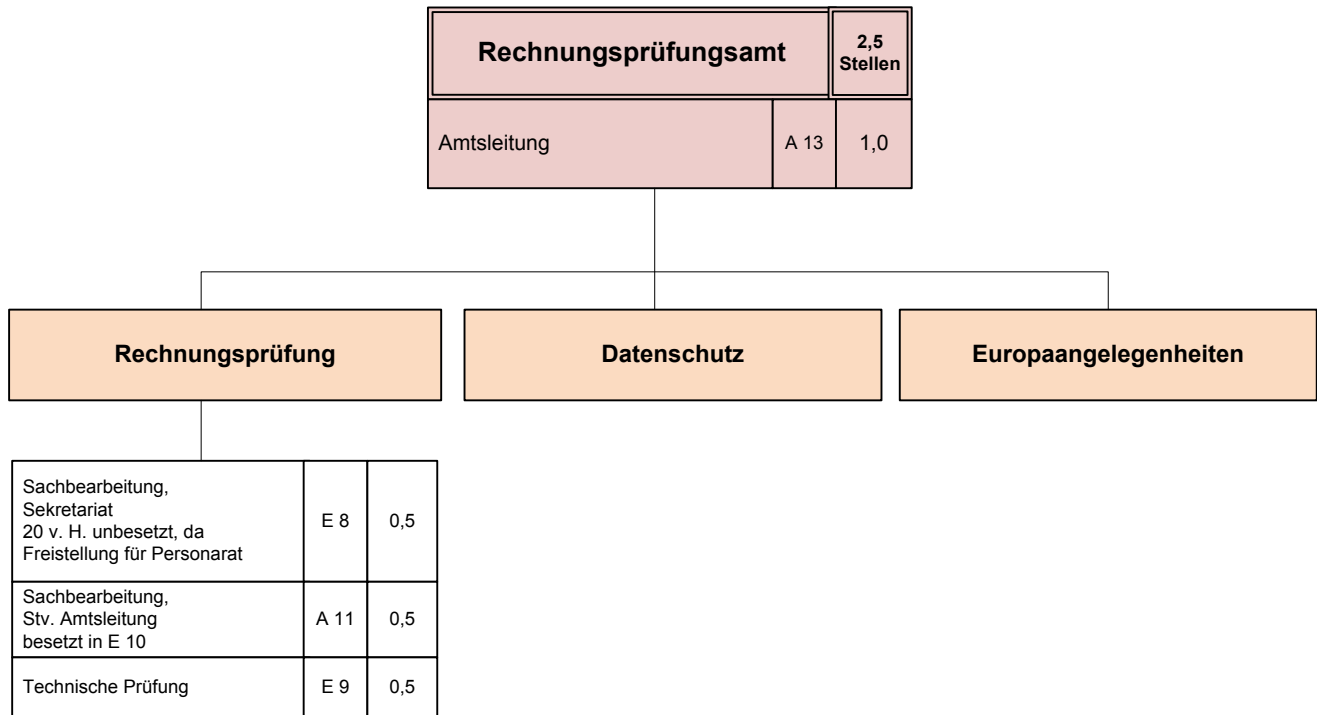 Rechnungsprüfungsamt
2,5
Stellen
Amtsleitung
A 13
1,0
Rechnungsprüfung
Datenschutz
Europaangelegenheiten
Sachbearbeitung,
Sekretariat
20 v. H. unbesetzt, da
Freistellung für Personarat
E 8
0,5
Sachbearbeitung,
Stv. Amtsleitung
besetzt in E 10
A 11
0,5
Technische Prüfung
E 9
0,5